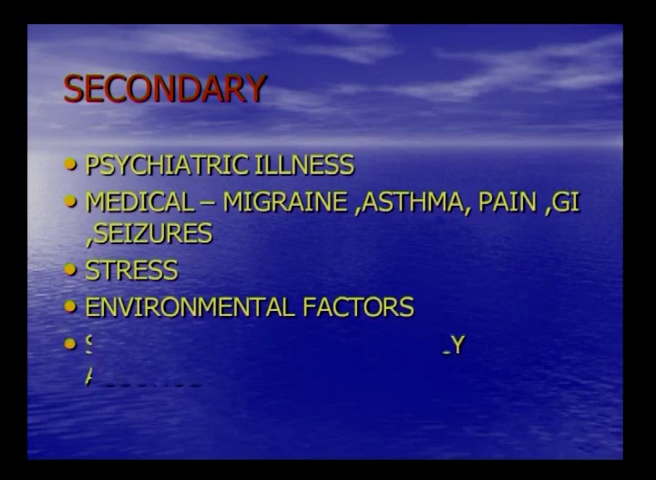 SECONDARY
• PSYCHIATRIC ILLNESS
• MEDICAL – MIGRAINE ,ASTHMA, PAIN ,GI
,SEIZURES
• STRESS
• ENVIRONMENTAL FACTORS